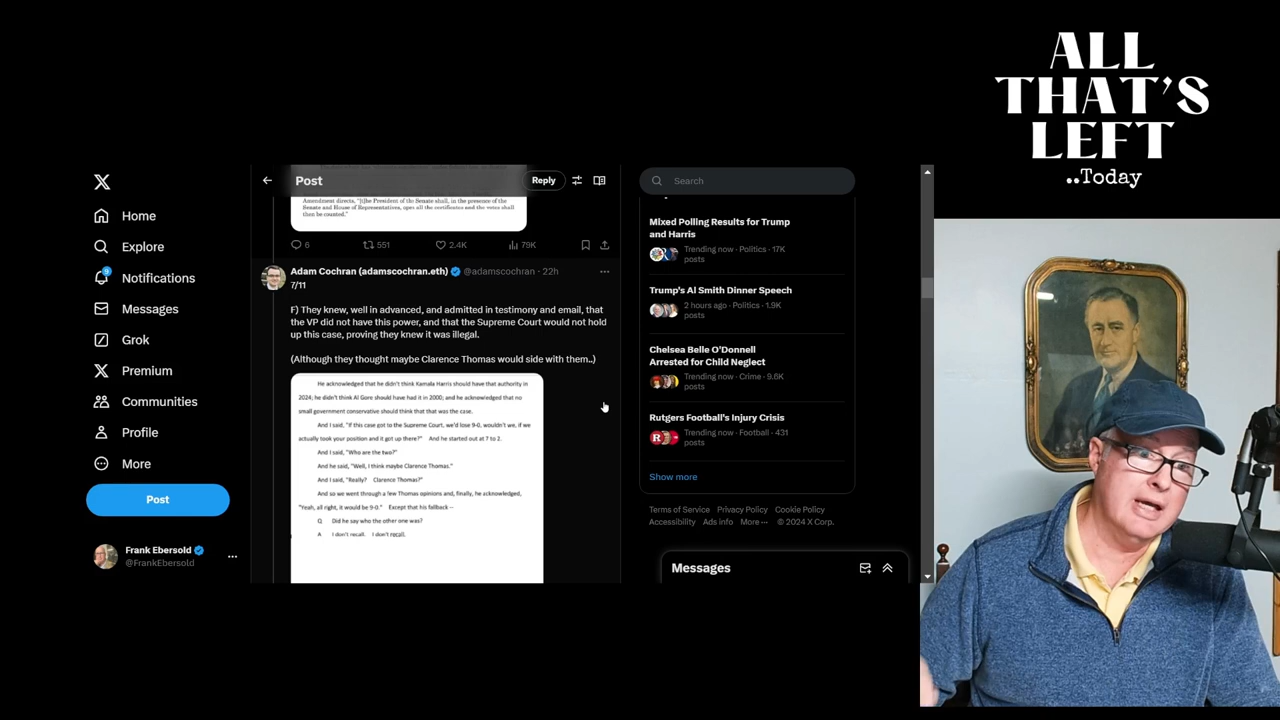 ALL
THAT'S
LEFT
..Today
Post
Reply
Search
Amendment directs, "[t]he President of the Senate shall, in the presence of the
Senate and House of Representatives, open all the certificates and the votes shall
then be counted."
6
551
2.4K
79K
Home
Explore
9
Notifications
Messages
Grok
Premium
Communities
Profile
More
Post
Frank Ebersold
@FrankEbersold
Adam Cochran (adamscochran.eth) @adamscochran · 22h
7/11
F) They knew, well in advanced, and admitted in testimony and email, that
the VP did not have this power, and that the Supreme Court would not hold
up this case, proving they knew it was illegal.
(Although they thought maybe Clarence Thomas would side with them..)
He acknowledged that he didn't think Kamala Harris should have that authority in
2024; he didn't think Al Gore should have had it in 2000; and he acknowledged that no
small government conservative should think that that was the case.
And I said, "If this case got to the Supreme Court, we'd lose 9-0, wouldn't we, if we
actually took your position and it got up there?" And he started out at 7 to 2.
And I said, "Who are the two?"
And he said, "Well, I think maybe Clarence Thomas."
And I said, "Really? Clarence Thomas?"
And so we went through a few Thomas opinions and, finally, he acknowledged,
"Yeah, all right, it would be 9-0." Except that his fallback --
Q Did he say who the other one was?
A I don't recall. I don't recall.
Mixed Polling Results for Trump
and Harris
Trending now · Politics · 17K
posts
Trump's Al Smith Dinner Speech
2 hours ago · Politics · 1.9K
posts
Chelsea Belle O'Donnell
Arrested for Child Neglect
Trending now · Crime · 9.6K
posts
Rutgers Football's Injury Crisis
Trending now · Football · 431
posts
Show more
Terms of Service Privacy Policy Cookie Policy
Accessibility Ads info More ··· © 2024 X Corp.
Messages